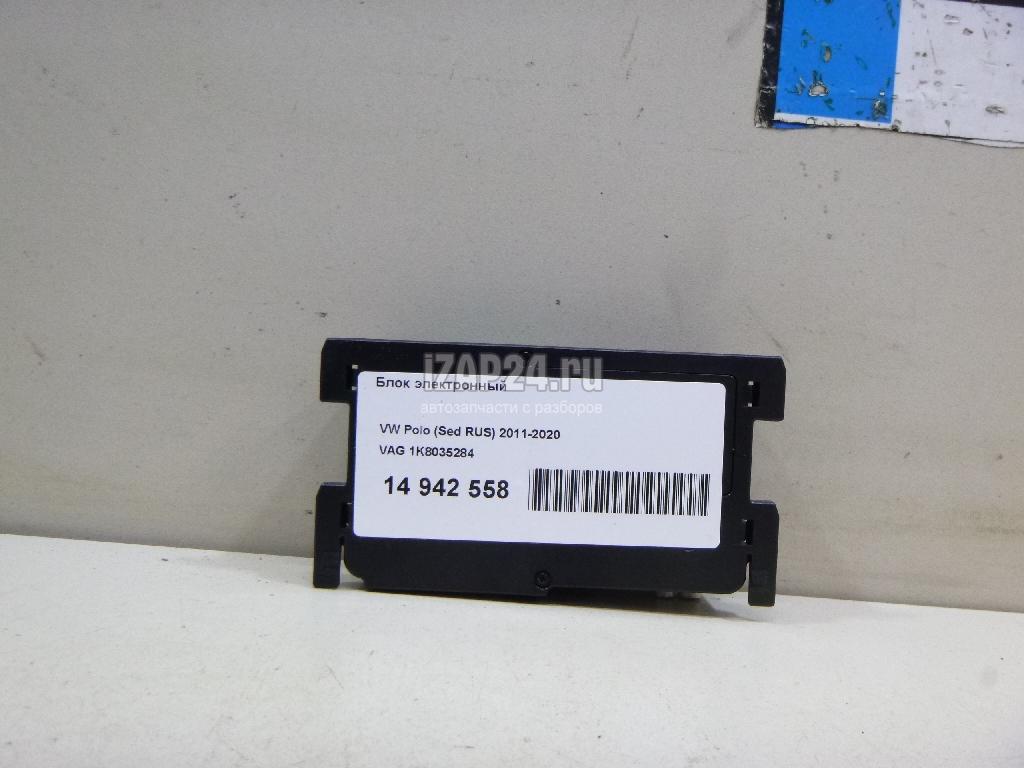 iZAP24.ru
Блок электронный
автозапчасти с разборов
VW Polo (Sed RUS) 2011-2020
VAG 1K8035284
14 942 558